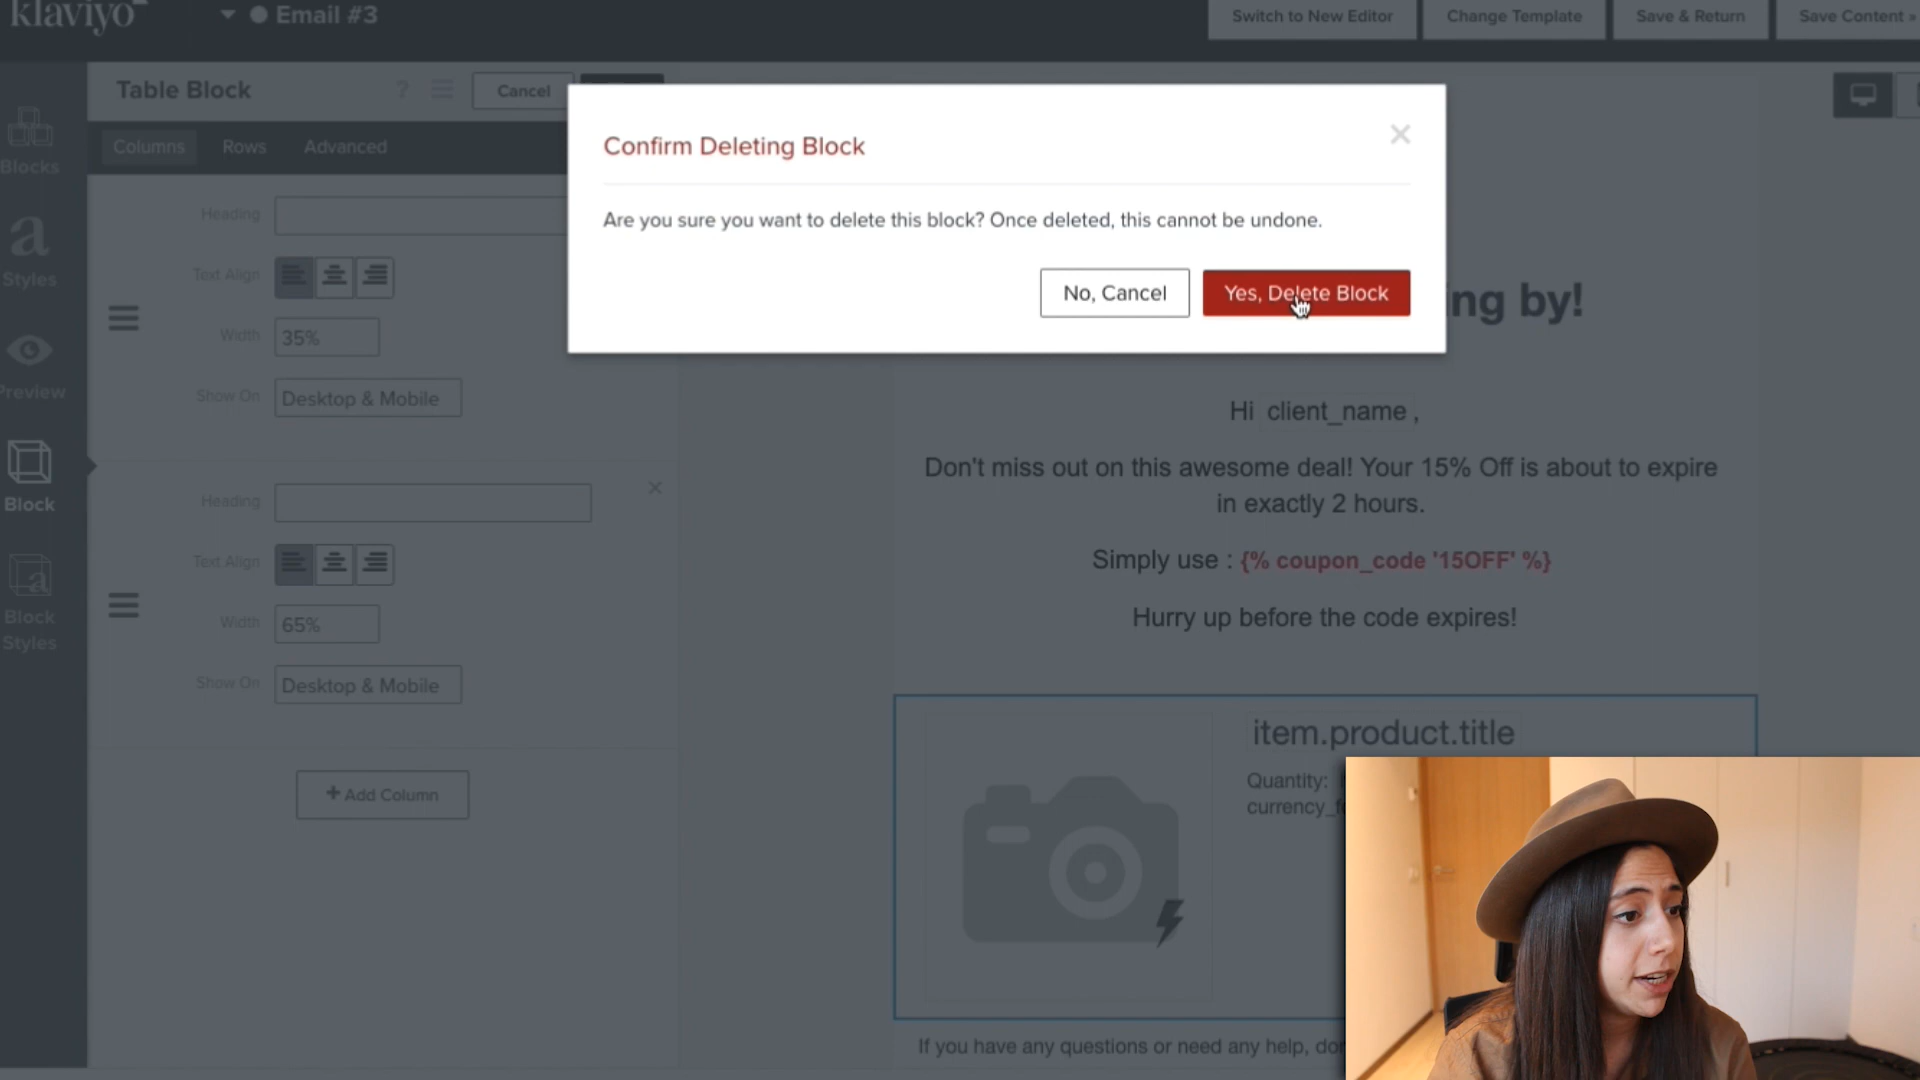 klaviyo
Email #3
Switch to New Editor
Change Template
Save & Return
Save Content »
Table Block
?
Cancel
Columns
Rows
Advanced
Confirm Deleting Block
×
Are you sure you want to delete this block? Once deleted, this cannot be undone.
No, Cancel
Yes, Delete Block
Blocks
a
Styles
Preview
Block
a
Block
Styles
Heading
Text Align
Width
35%
Show On
Desktop & Mobile
Heading
×
Text Align
Width
65%
Show On
Desktop & Mobile
+ Add Column
ng by!
Hi client_name ,
Don't miss out on this awesome deal! Your 15% Off is about to expire
in exactly 2 hours.
Simply use : {% coupon_code '15OFF' %}
Hurry up before the code expires!
item.product.title
Quantity:
currency_f
If you have any questions or need any help,